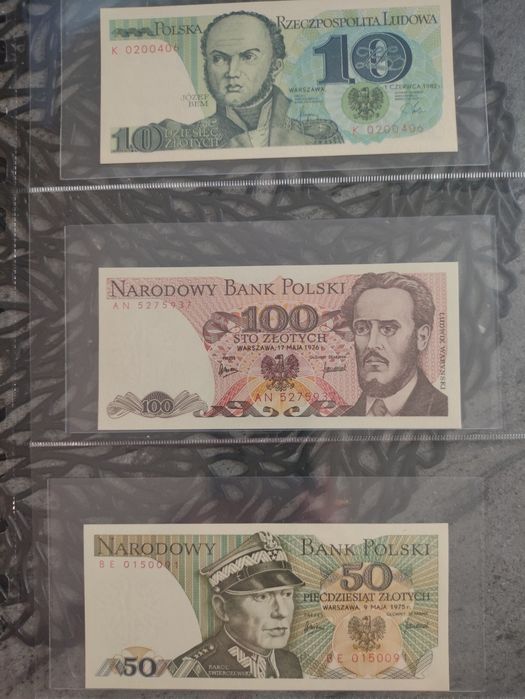 POLSKA RZECZPOSPOLITA LUDOWA
K 0200406
10
WARSZAWA, 1 CZERWCA 1982 r.
JÓZEF
BEM
10 DZIESIĘĆ
ZŁOTYCH
K 0200406
NARODOWY BANK POLSKI
AN 5275937
100
STO ZŁOTYCH
WARSZAWA, 17 MAJA 1976 r.
LUDWIK WARYŃSKI
100
AN 5275937
NARODOWY BANK POLSKI
BE 0150091
50
PIĘĆDZIESIĄT ZŁOTYCH
WARSZAWA, 9 MAJA 1975 r.
50
KAROL
ŚWIERCZEWSKI
BE 0150091